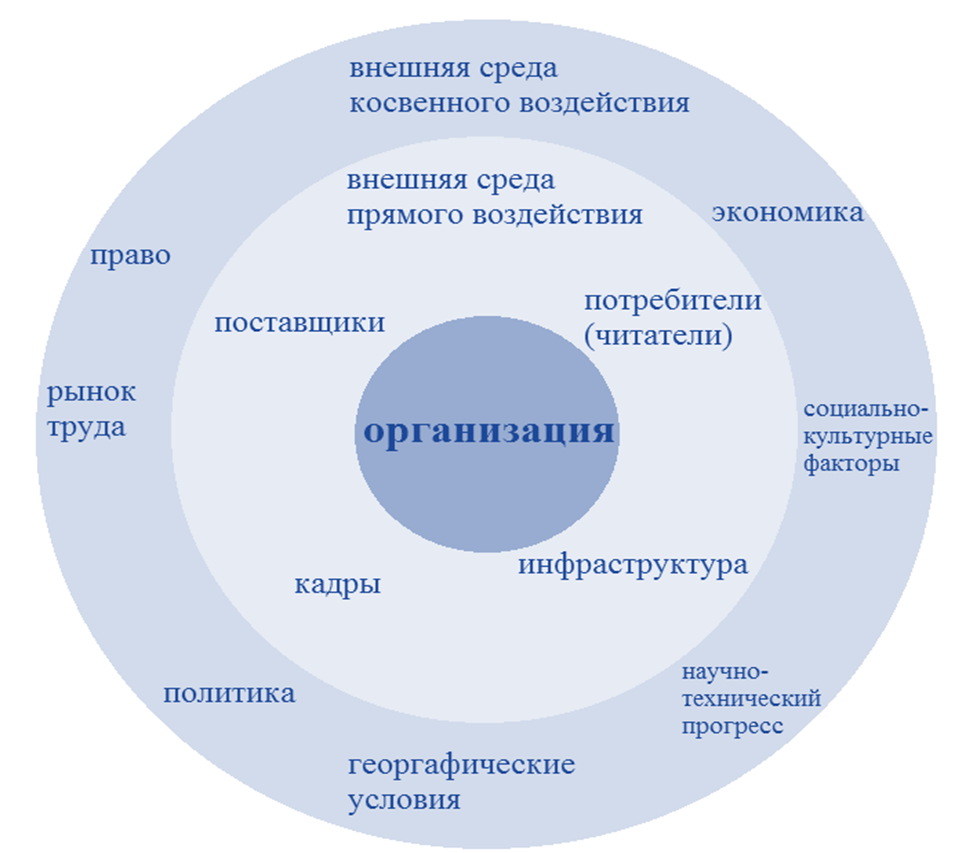 внешняя среда
косвенного воздействия
внешняя среда
прямого воздействия
экономика
право
потребители
(читатели)
поставщики
рынок
труда
организация
социально-
культурные
факторы
инфраструктура
кадры
научно-
технический
прогресс
политика
георгафические
условия